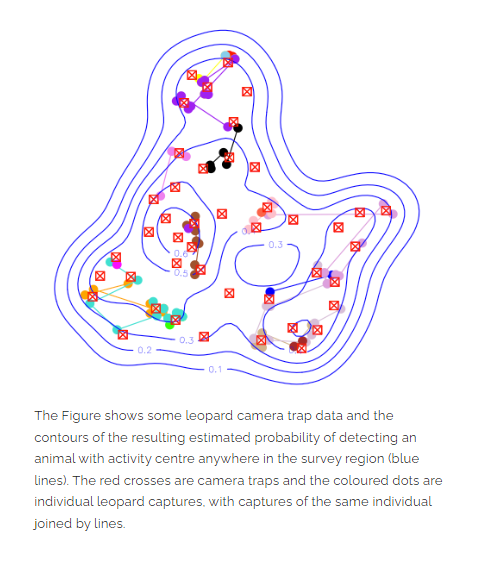 0.3
0.6
0.5
0.3
0.2
0.1
The Figure shows some leopard camera trap data and the
contours of the resulting estimated probability of detecting an
animal with activity centre anywhere in the survey region (blue
lines). The red crosses are camera traps and the coloured dots are
individual leopard captures, with captures of the same individual
joined by lines.